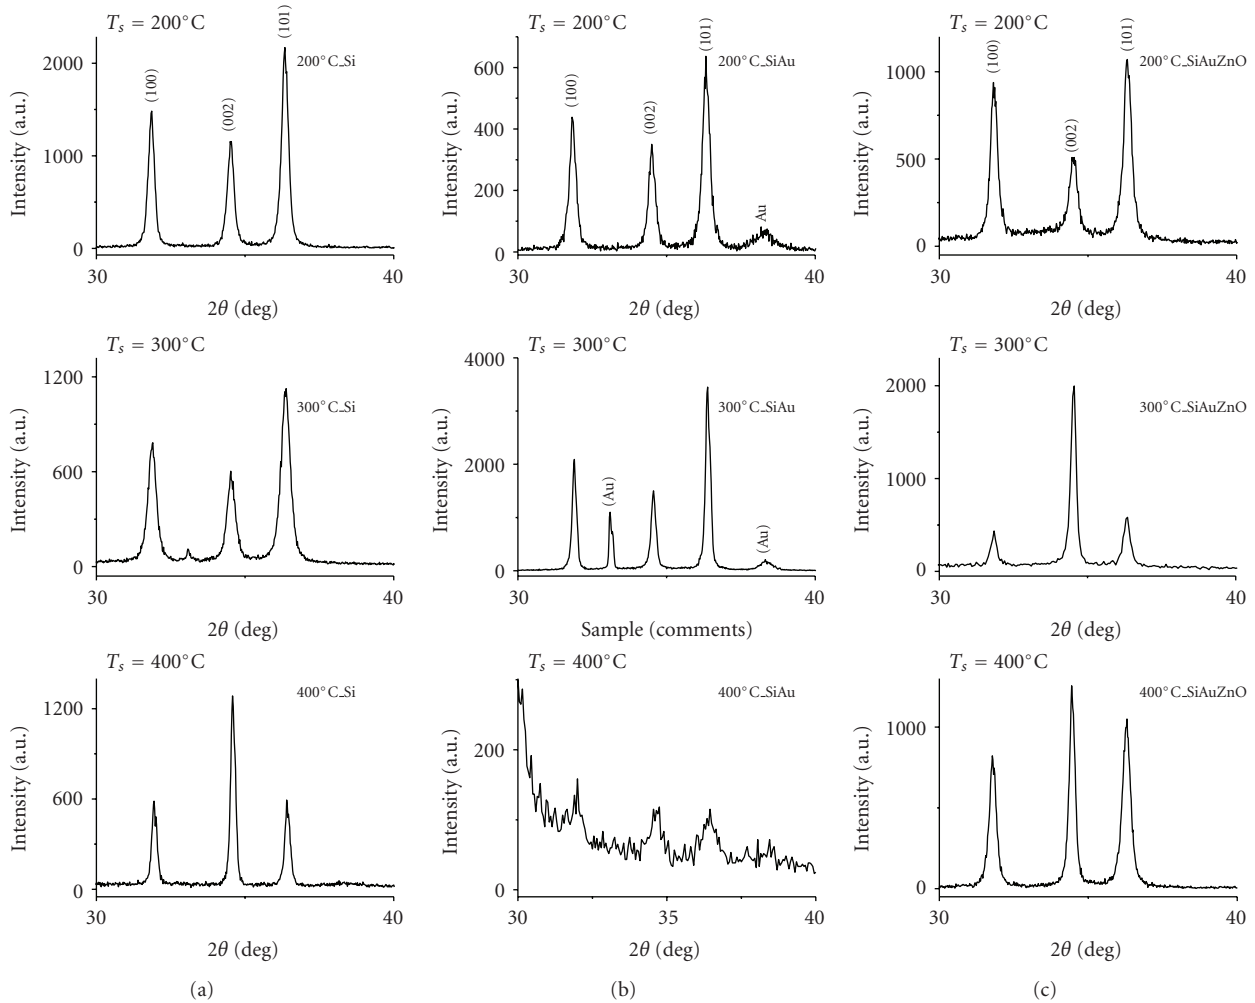 T_s = 200°C
(100)
(002)
(101)
200°C_Si
Intensity (a.u.)
2000
1000
0
30
40
2θ (deg)
T_s = 200°C
(100)
(002)
(101)
Au
200°C_SiAu
Intensity (a.u.)
600
400
200
0
30
40
2θ (deg)
T_s = 200°C
(100)
(002)
(101)
200°C_SiAuZnO
Intensity (a.u.)
1000
500
0
30
40
2θ (deg)
T_s = 300°C
300°C_Si
Intensity (a.u.)
1200
600
0
30
40
2θ (deg)
T_s = 300°C
300°C_SiAu
(Au)
(Au)
Intensity (a.u.)
4000
2000
0
30
40
Sample (comments)
T_s = 300°C
300°C_SiAuZnO
Intensity (a.u.)
2000
1000
0
30
40
2θ (deg)
T_s = 400°C
400°C_Si
Intensity (a.u.)
1200
600
0
30
40
2θ (deg)
(a)
T_s = 400°C
400°C_SiAu
Intensity (a.u.)
200
0
30
35
40
2θ (deg)
(b)
T_s = 400°C
400°C_SiAuZnO
Intensity (a.u.)
1000
0
30
40
2θ (deg)
(c)